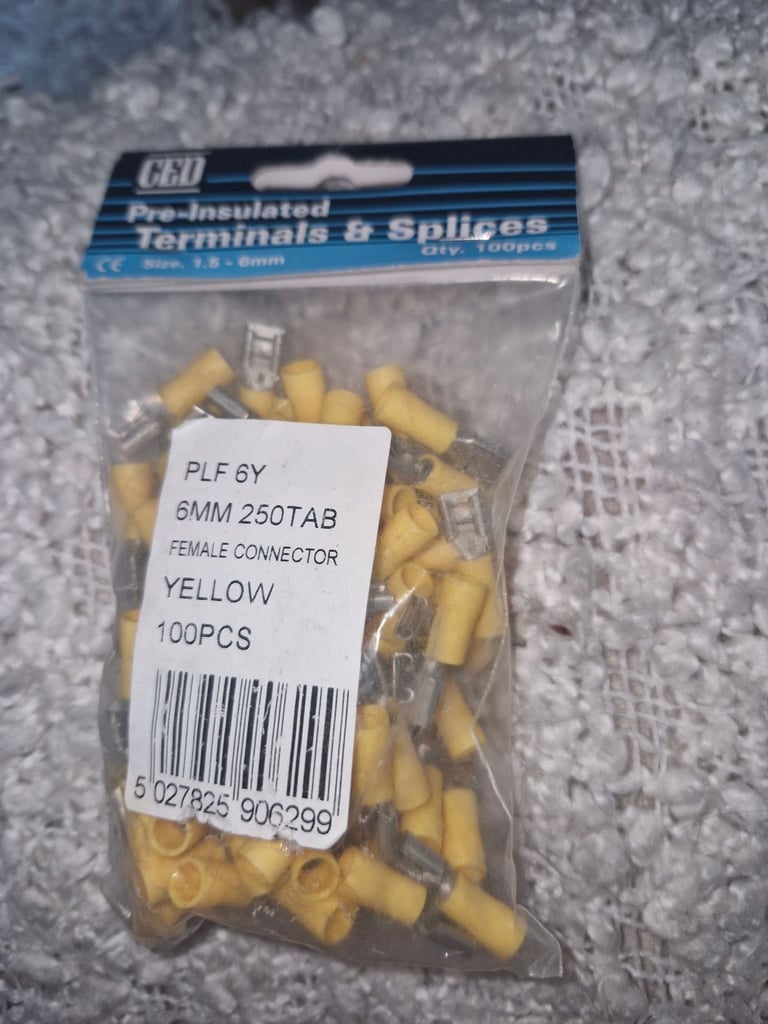 CED
Pre-Insulated
Terminals & Splices
Qty. 100pcs
CE Size. 1.5 - 6mm
PLF 6Y
6MM 250TAB
FEMALE CONNECTOR
YELLOW
100PCS
5 027825 906299